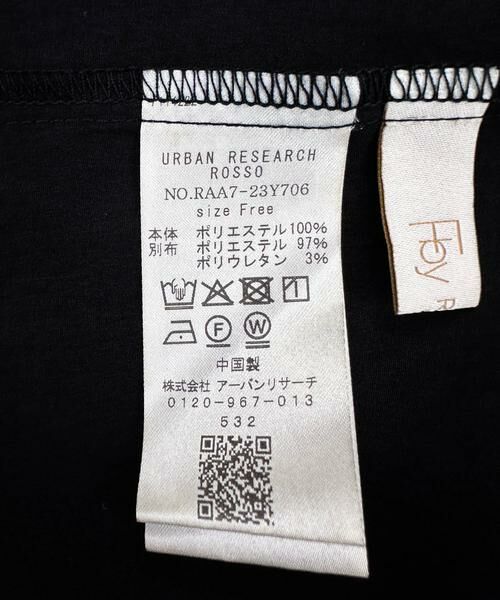 URBAN RESEARCH
ROSSO
NO.RAA7-23Y706
size Free
本体 ポリエステル100%
別布 ポリエステル 97%
ポリウレタン 3%
F W
中国製
株式会社 アーバンリサーチ
0120-967-013
532
Fby R